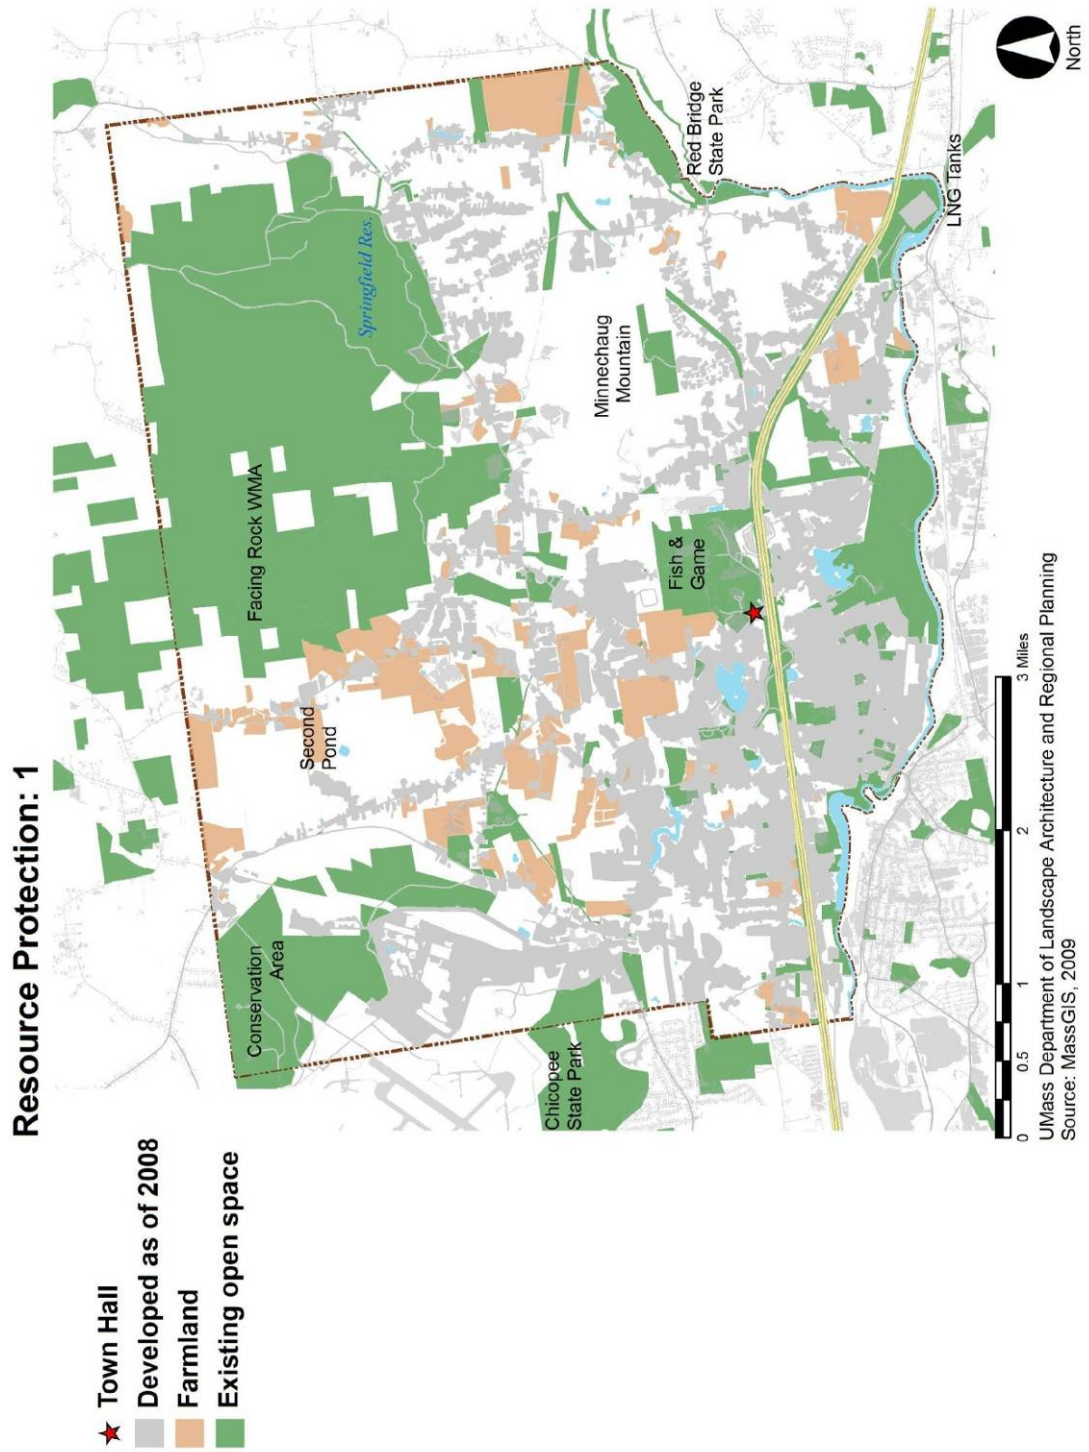 Resource Protection: 1
Town Hall
Developed as of 2008
Farmland
Existing open space
Conservation
Area
Second
Pond
Facing Rock WMA
Springfield Res.
Chicopee
State Park
Fish &
Game
Minnechaug
Mountain
Red Bridge
State Park
LNG Tanks
0
0.5
1
2
3 Miles
UMass Department of Landscape Architecture and Regional Planning
Source: MassGIS, 2009
North